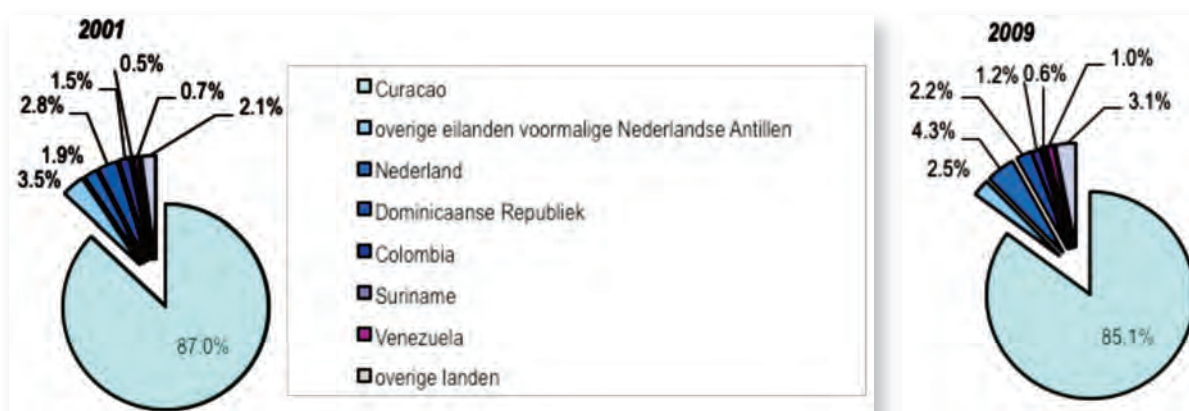 2001
0.5%
1.5%
0.7%
2.8%
2.1%
1.9%
3.5%
87.0%
Curacao
overige eilanden voormalige Nederlandse Antillen
Nederland
Dominicaanse Republiek
Colombia
Suriname
Venezuela
overige landen
2009
1.2% 0.6%
1.0%
2.2%
3.1%
4.3%
2.5%
85.1%